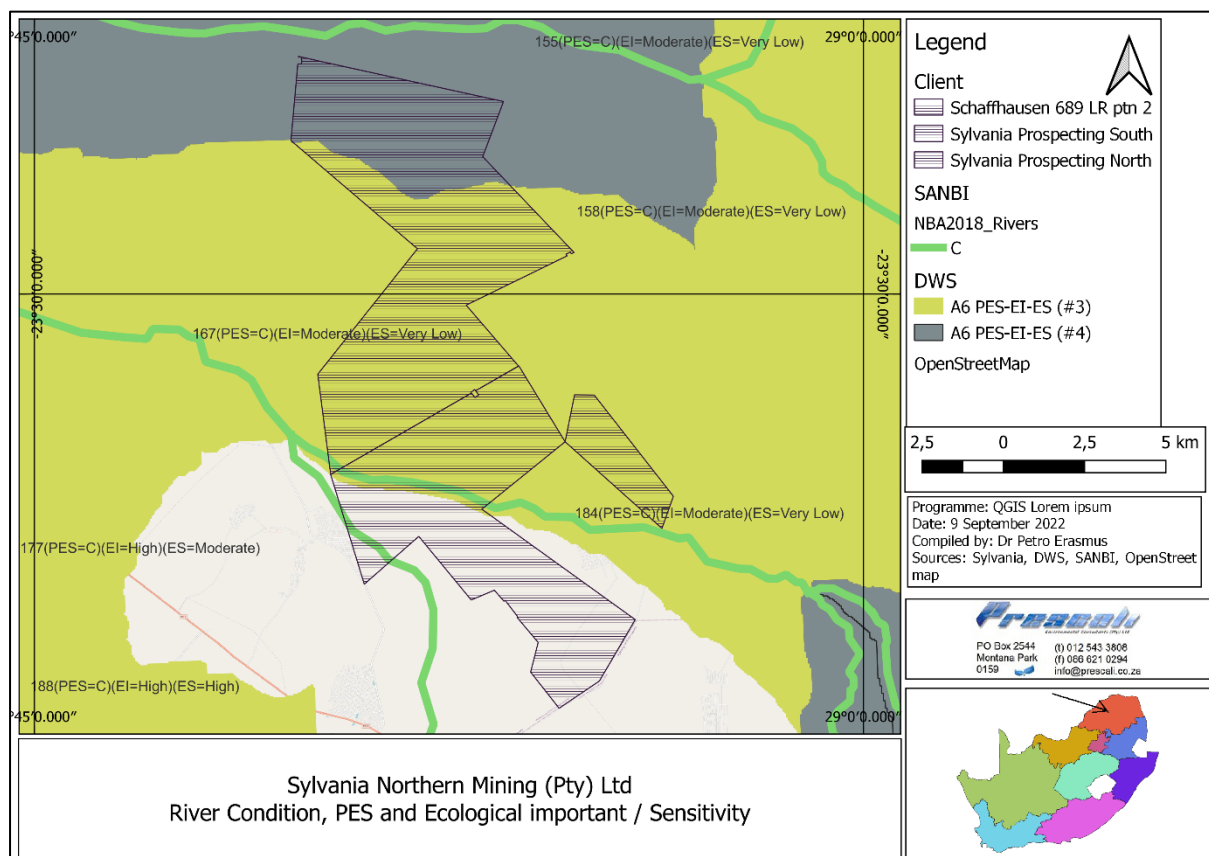 °45′0.000″
29°0′0.000″
155(PES=C)(EI=Moderate)(ES=Very Low)
158(PES=C)(EI=Moderate)(ES=Very Low)
-23°30′0.000″
-23°30′0.000″
167(PES=C)(EI=Moderate)(ES=Very Low)
184(PES=C)(EI=Moderate)(ES=Very Low)
177(PES=C)(EI=High)(ES=Moderate)
188(PES=C)(EI=High)(ES=High)
°45′0.000″
29°0′0.000″
Legend
Client
Schaffhausen 689 LR ptn 2
Sylvania Prospecting South
Sylvania Prospecting North
SANBI
NBA2018_Rivers
C
DWS
A6 PES-EI-ES (#3)
A6 PES-EI-ES (#4)
OpenStreetMap
2,5 0 2,5 5 km
Programme: QGIS Lorem ipsum
Date: 9 September 2022
Compiled by: Dr Petro Erasmus
Sources: Sylvania, DWS, SANBI, OpenStreet
map
Prescali
Environmental Consultants (Pty) Ltd
PO Box 2544
Montana Park
0159
(t) 012 543 3808
(f) 086 621 0294
info@prescali.co.za
Sylvania Northern Mining (Pty) Ltd
River Condition, PES and Ecological important / Sensitivity